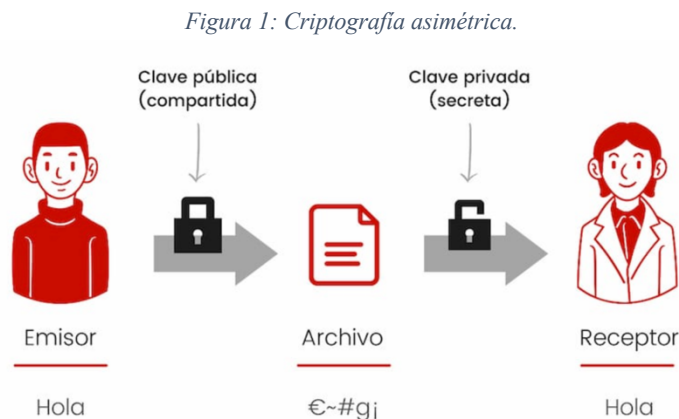 Figura 1: Criptografía asimétrica.
Clave pública
(compartida)
Clave privada
(secreta)
Emisor
Archivo
Receptor
Hola
€~#g¡
Hola